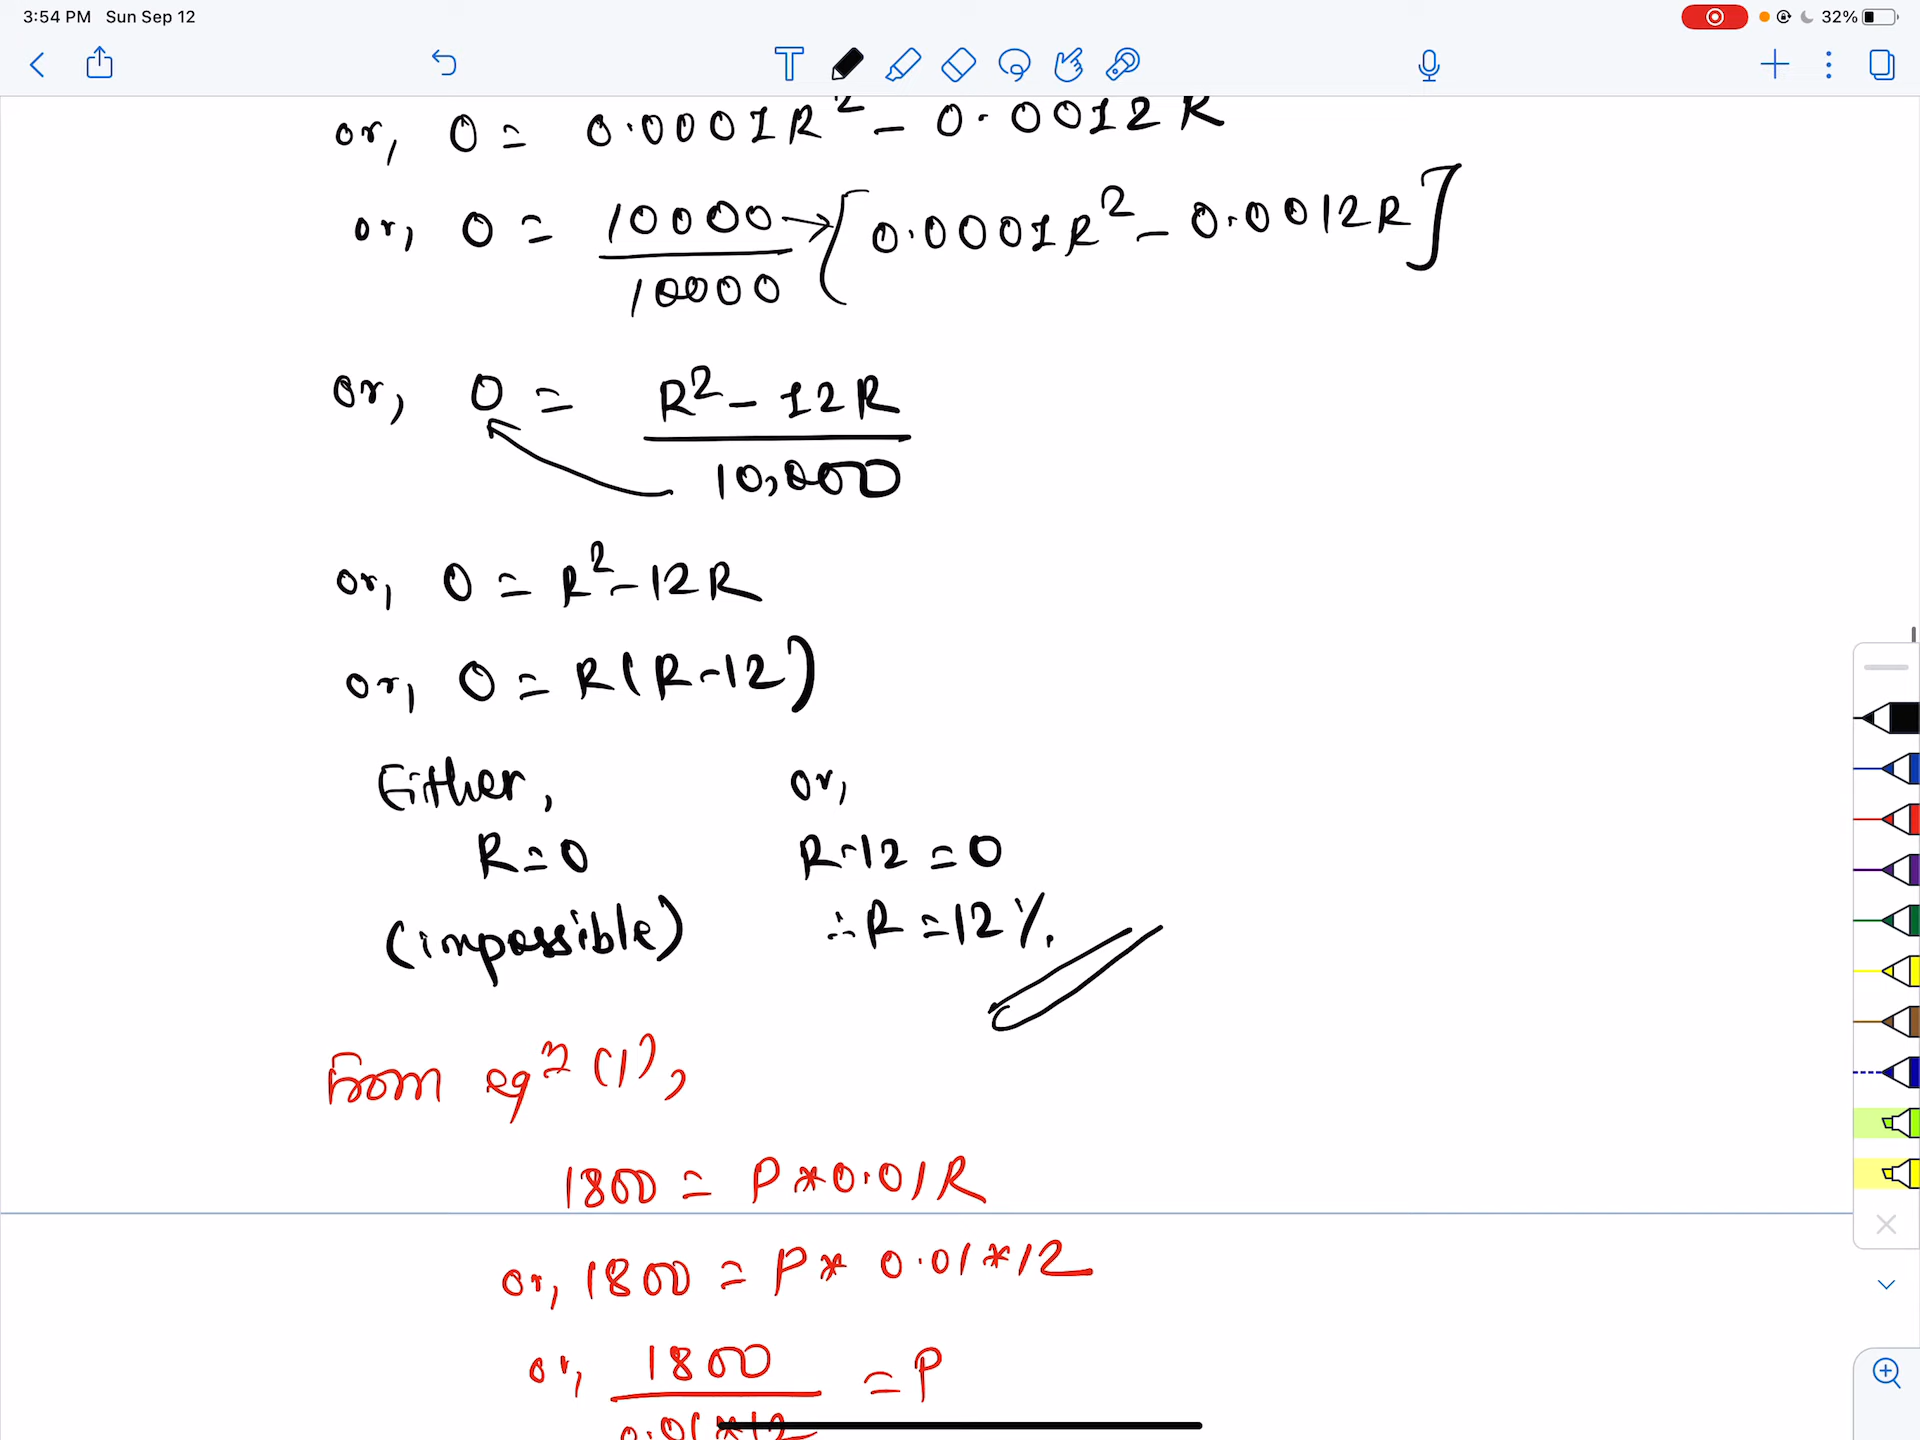 3:54 PM Sun Sep 12 32%
or, 0 = 0.0001R² - 0.0012R
or, 0 = 10000/10000 → [0.0001R² - 0.0012R]
or, 0 = R² - 12R / 10,000
or, 0 = R² - 12R
or, 0 = R(R-12)
Either, or,
R = 0 R-12 = 0
(impossible) ∴R = 12%.
From eqⁿ (1),
1800 = P*0.01R
or, 1800 = P* 0.01*12
or, 1800 / 0.01*12 = P